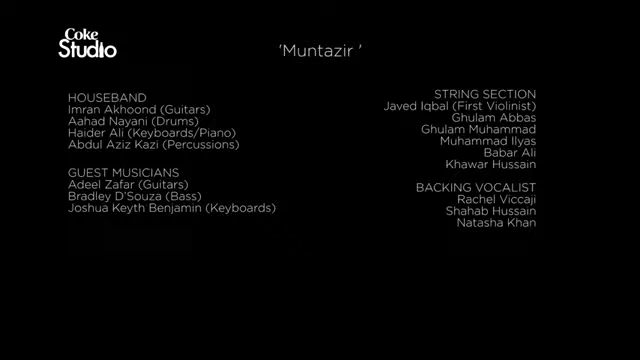 Coke
Studio
'Muntazir '
HOUSEBAND
Imran Akhoond (Guitars)
Aahad Nayani (Drums)
Haider Ali (Keyboards/Piano)
Abdul Aziz Kazi (Percussions)
GUEST MUSICIANS
Adeel Zafar (Guitars)
Bradley D'Souza (Bass)
Joshua Keyth Benjamin (Keyboards)
STRING SECTION
Javed Iqbal (First Violinist)
Ghulam Abbas
Ghulam Muhammad
Muhammad Ilyas
Babar Ali
Khawar Hussain
BACKING VOCALIST
Rachel Viccaji
Shahab Hussain
Natasha Khan